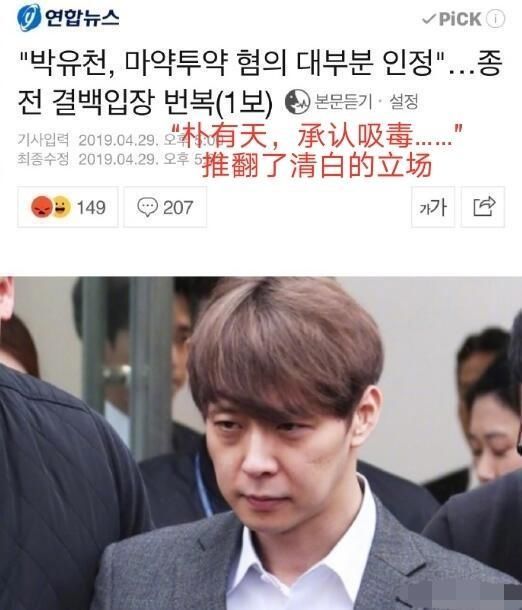 연합뉴스
PiCK
"박유천, 마약투약 혐의 대부분 인정"...종
전 결백입장 번복(1보)
본문듣기 · 설정
기사입력 2019.04.29. 오후
“朴有天，承认吸毒……”
최종수정 2019.04.29. 오후
推翻了清白的立场
149
207
가가